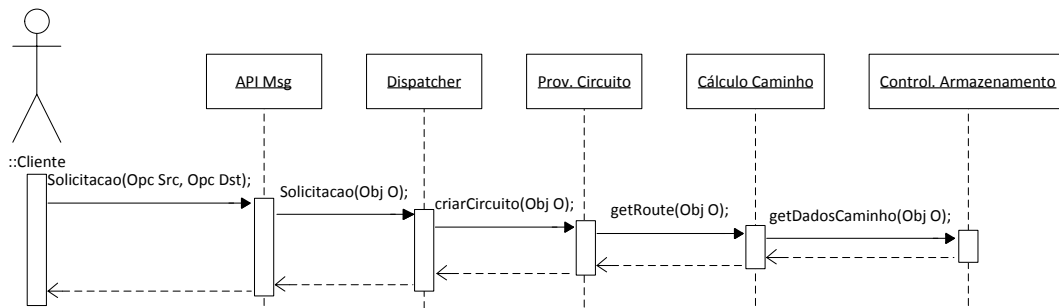 API Msg
Dispatcher
Prov. Circuito
Cálculo Caminho
Control. Armazenamento
::Cliente
Solicitacao(Opc Src, Opc Dst);
Solicitacao(Obj O);
criarCircuito(Obj O);
getRoute(Obj O);
getDadosCaminho(Obj O);